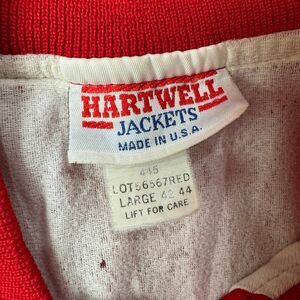 HARTWELL
JACKETS
MADE IN U.S.A.
445
LOT56567RED
LARGE 42 44
LIFT FOR CARE